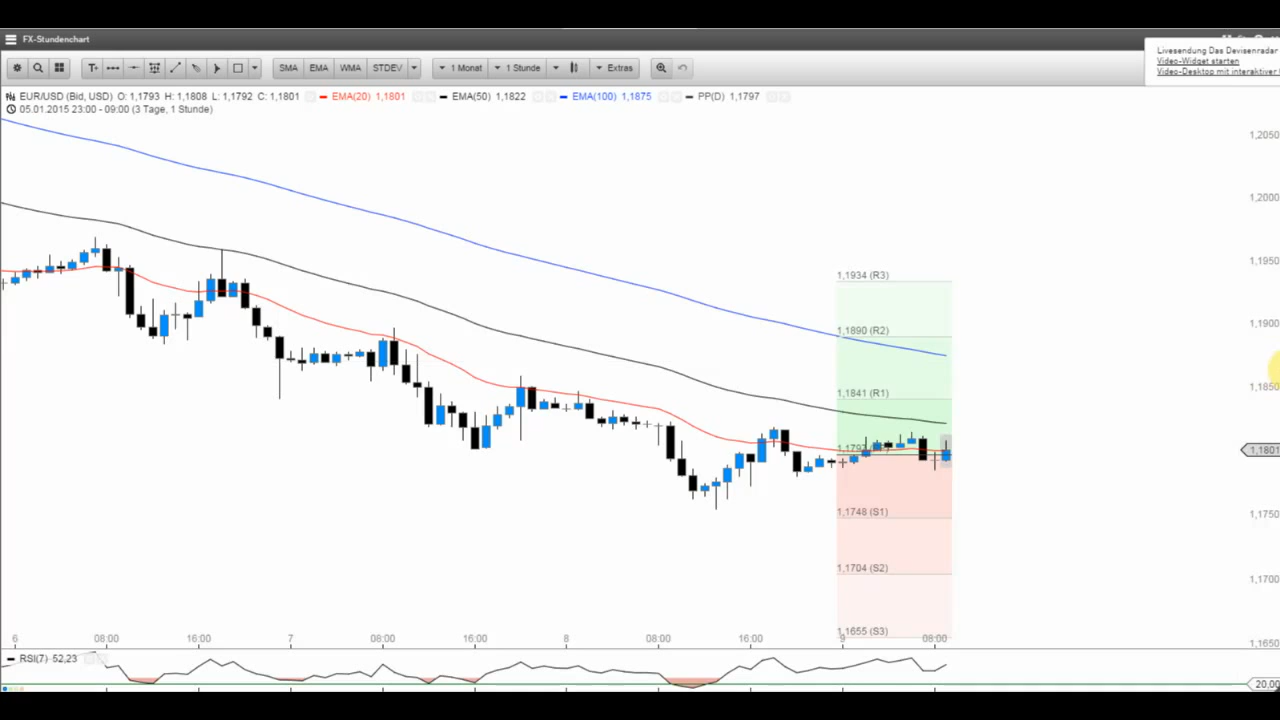 FX-Stundenchart
Livesendung Das Devisenradar
Video-Widget starten
Video-Desktop mit interaktiver
T+
SMA EMA WMA STDEV 1 Monat 1 Stunde Extras
EUR/USD (Bid, USD) O: 1,1793 H: 1,1808 L: 1,1792 C: 1,1801 EMA(20) 1,1801 EMA(50) 1,1822 EMA(100) 1,1875 PP(D) 1,1797
05.01.2015 23:00 - 09:00 (3 Tage, 1 Stunde)
1,2050
1,2000
1,1950
1,1934 (R3)
1,1900
1,1890 (R2)
1,1850
1,1841 (R1)
1,1797
1,1801
1,1748 (S1)
1,1750
1,1704 (S2)
1,1700
1,1655 (S3)
1,1650
6 08:00 16:00 7 08:00 16:00 8 08:00 16:00 9 08:00
RSI(7) 52,23
20,00